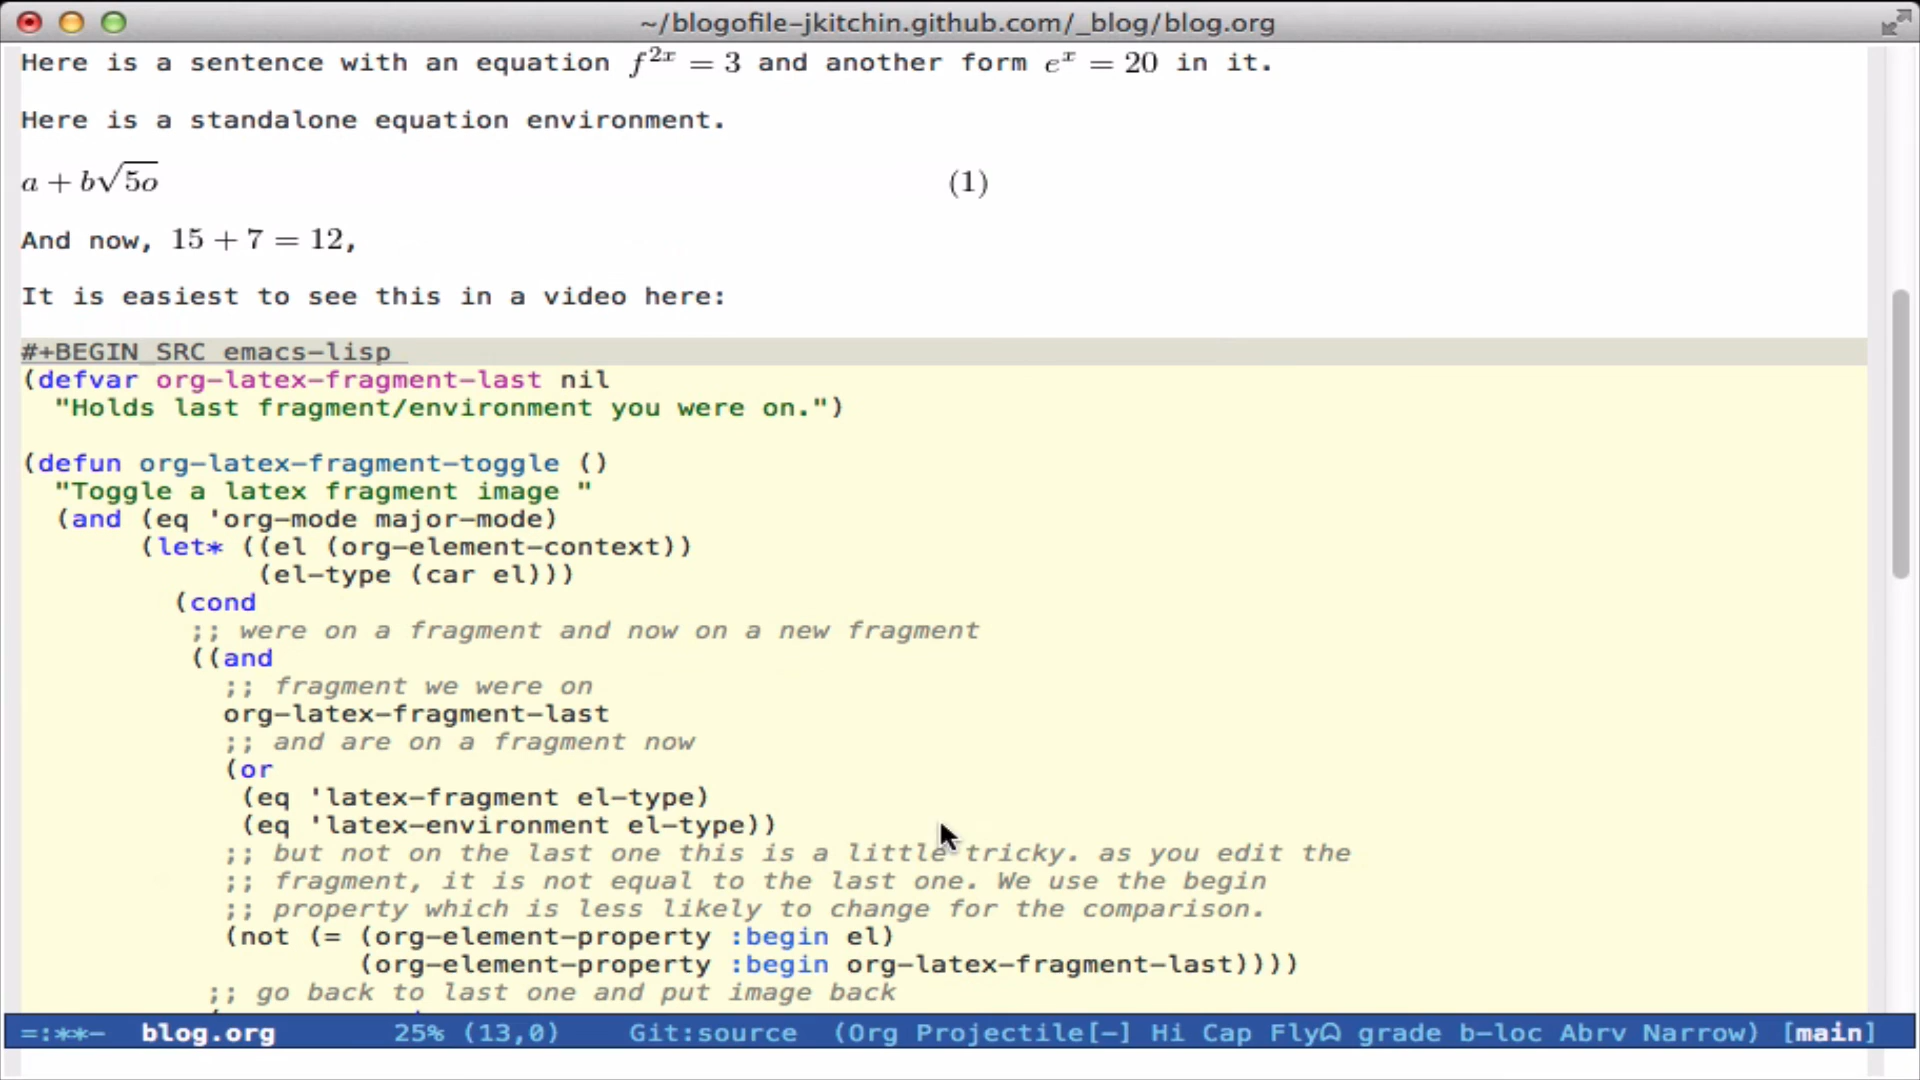 ~/blogofile-jkitchin.github.com/_blog/blog.org
Here is a sentence with an equation f^{2x} = 3 and another form e^x = 20 in it.
Here is a standalone equation environment.
a + b√5o (1)
And now, 15 + 7 = 12,
It is easiest to see this in a video here:
#+BEGIN_SRC emacs-lisp
(defvar org-latex-fragment-last nil
  "Holds last fragment/environment you were on.")
(defun org-latex-fragment-toggle ()
  "Toggle a latex fragment image "
  (and (eq 'org-mode major-mode)
       (let* ((el (org-element-context))
              (el-type (car el)))
         (cond
          ;; were on a fragment and now on a new fragment
          ((and
            ;; fragment we were on
            org-latex-fragment-last
            ;; and are on a fragment now
            (or
             (eq 'latex-fragment el-type)
             (eq 'latex-environment el-type))
            ;; but not on the last one this is a little tricky. as you edit the
            ;; fragment, it is not equal to the last one. We use the begin
            ;; property which is less likely to change for the comparison.
            (not (= (org-element-property :begin el)
                    (org-element-property :begin org-latex-fragment-last))))
           ;; go back to last one and put image back
=:**- blog.org 25% (13,0) Git:source (Org Projectile[-] Hi Cap Fly grade b-loc Abrv Narrow) [main]